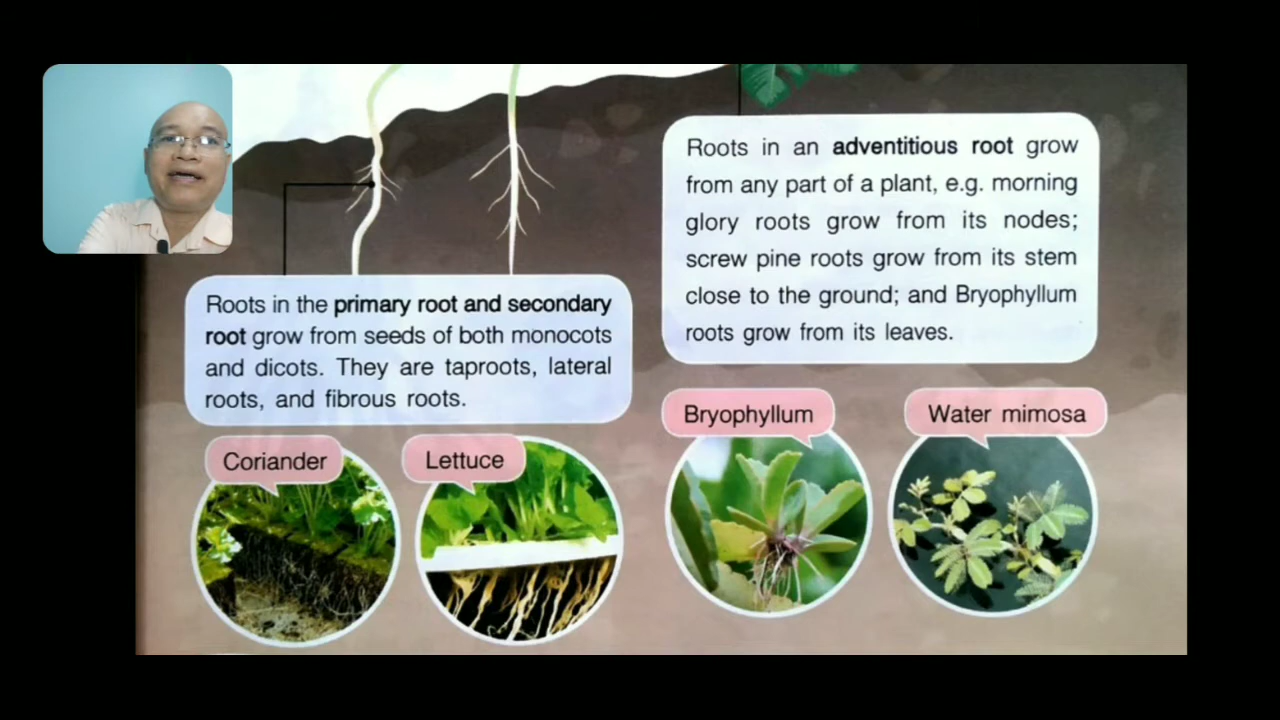 Roots in an adventitious root grow
from any part of a plant, e.g. morning
glory roots grow from its nodes;
screw pine roots grow from its stem
close to the ground; and Bryophyllum
roots grow from its leaves.
Roots in the primary root and secondary
root grow from seeds of both monocots
and dicots. They are taproots, lateral
roots, and fibrous roots.
Coriander
Lettuce
Bryophyllum
Water mimosa